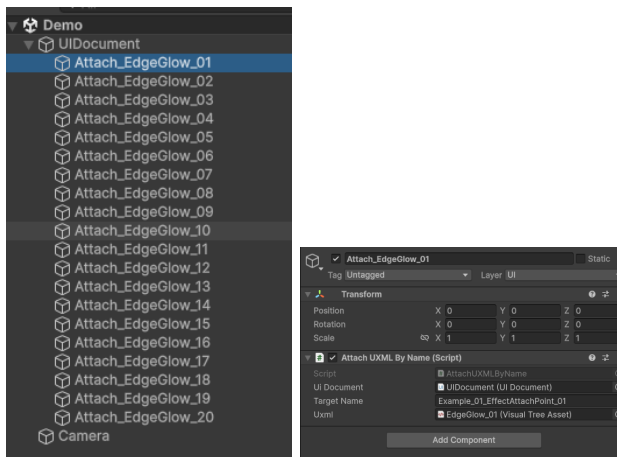 Demo
UIDocument
Attach_EdgeGlow_01
Attach_EdgeGlow_02
Attach_EdgeGlow_03
Attach_EdgeGlow_04
Attach_EdgeGlow_05
Attach_EdgeGlow_06
Attach_EdgeGlow_07
Attach_EdgeGlow_08
Attach_EdgeGlow_09
Attach_EdgeGlow_10
Attach_EdgeGlow_11
Attach_EdgeGlow_12
Attach_EdgeGlow_13
Attach_EdgeGlow_14
Attach_EdgeGlow_15
Attach_EdgeGlow_16
Attach_EdgeGlow_17
Attach_EdgeGlow_18
Attach_EdgeGlow_19
Attach_EdgeGlow_20
Camera
Attach_EdgeGlow_01 Static
Tag Untagged Layer UI
Transform
Position X 0 Y 0 Z 0
Rotation X 0 Y 0 Z 0
Scale X 1 Y 1 Z 1
# Attach UXML By Name (Script)
Script AttachUXMLByName
Ui Document UIDocument (UI Document)
Target Name Example_01_EffectAttachPoint_01
Uxml EdgeGlow_01 (Visual Tree Asset)
Add Component